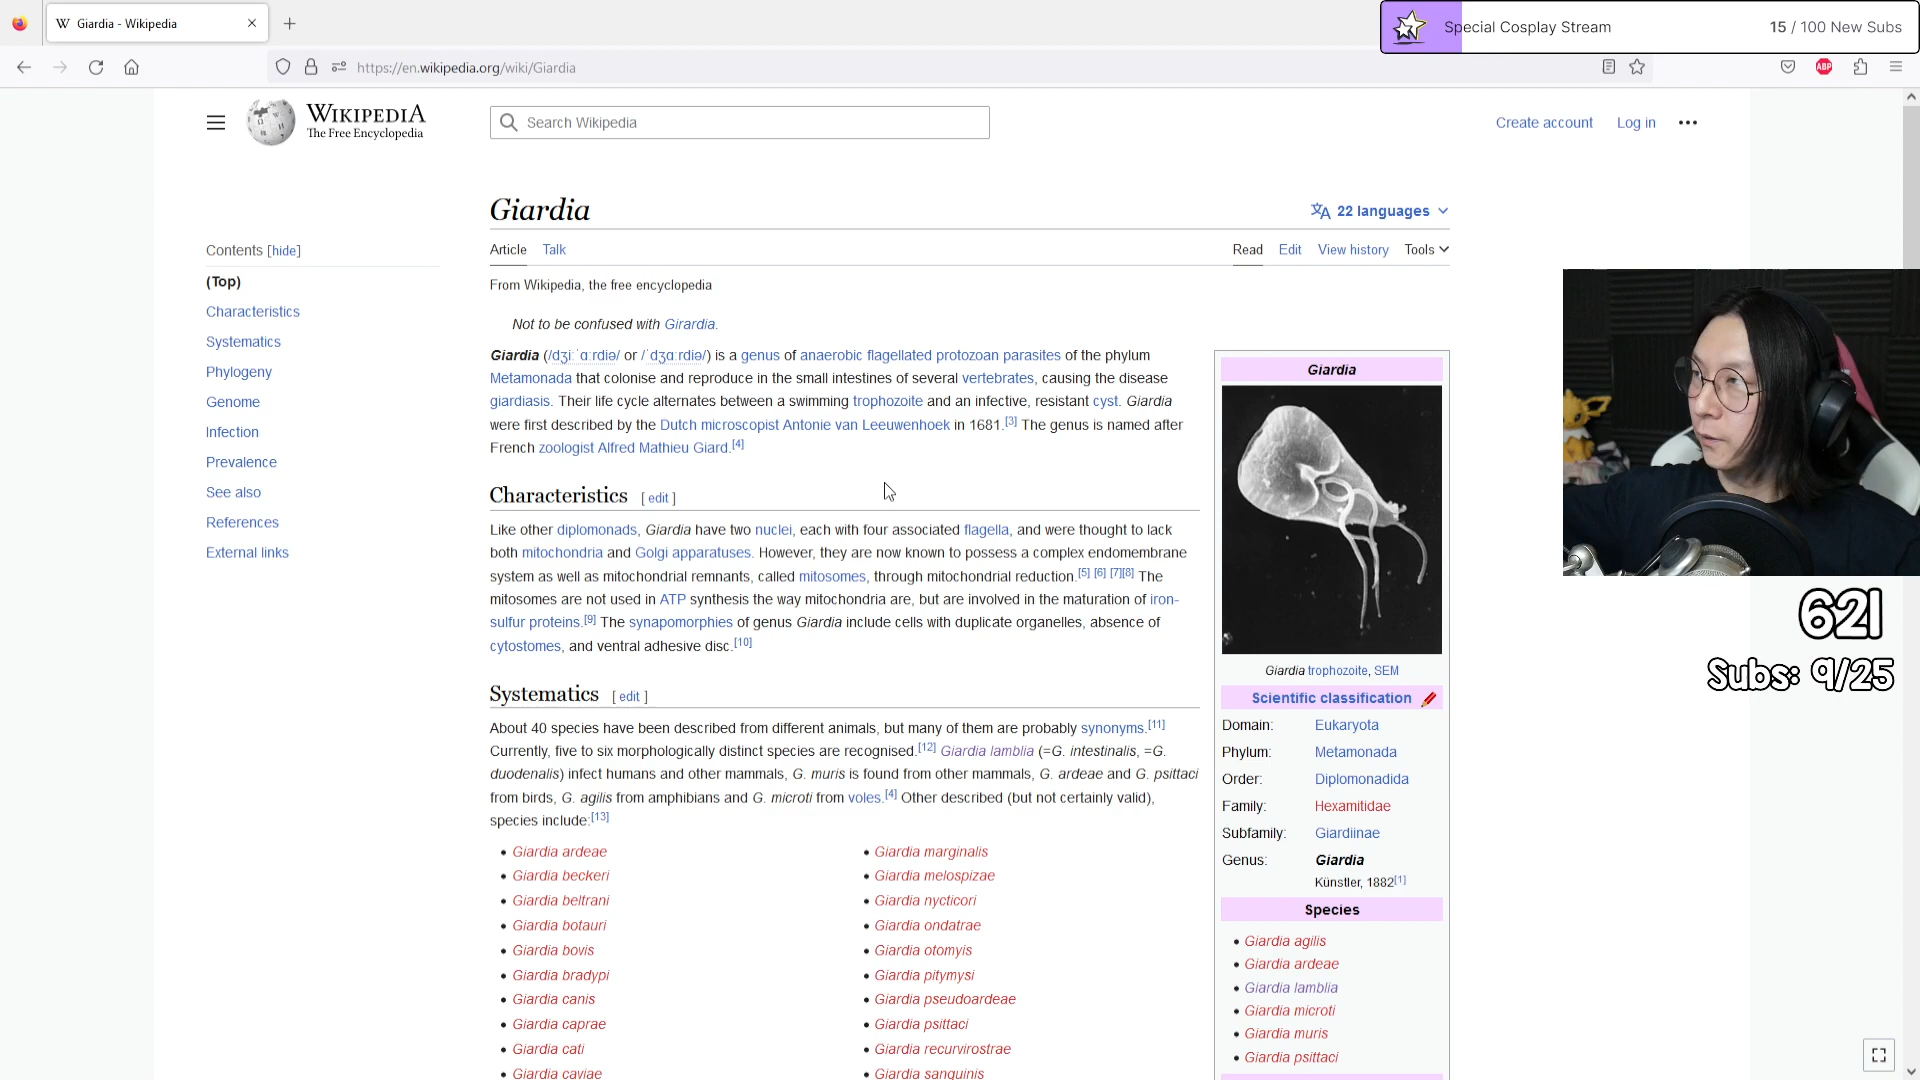 Giardia - Wikipedia
Special Cosplay Stream
15 / 100 New Subs
https://en.wikipedia.org/wiki/Giardia
ABP
WIKIPEDIA
The Free Encyclopedia
Search Wikipedia
Create account
Log in
Giardia
22 languages
Contents [hide]
(Top)
Characteristics
Systematics
Phylogeny
Genome
Infection
Prevalence
See also
References
External links
Article
Talk
Read
Edit
View history
Tools
From Wikipedia, the free encyclopedia
Not to be confused with Girardia.
Giardia (/dʒiːˈɑːrdiə/ or /ˈdʒɑːrdiə/) is a genus of anaerobic flagellated protozoan parasites of the phylum
Metamonada that colonise and reproduce in the small intestines of several vertebrates, causing the disease
giardiasis. Their life cycle alternates between a swimming trophozoite and an infective, resistant cyst. Giardia
were first described by the Dutch microscopist Antonie van Leeuwenhoek in 1681.[3] The genus is named after
French zoologist Alfred Mathieu Giard.[4]
Characteristics [ edit ]
Like other diplomonads, Giardia have two nuclei, each with four associated flagella, and were thought to lack
both mitochondria and Golgi apparatuses. However, they are now known to possess a complex endomembrane
system as well as mitochondrial remnants, called mitosomes, through mitochondrial reduction.[5] [6] [7][8] The
mitosomes are not used in ATP synthesis the way mitochondria are, but are involved in the maturation of iron-
sulfur proteins.[9] The synapomorphies of genus Giardia include cells with duplicate organelles, absence of
cytostomes, and ventral adhesive disc.[10]
Systematics [ edit ]
About 40 species have been described from different animals, but many of them are probably synonyms.[11]
Currently, five to six morphologically distinct species are recognised.[12] Giardia lamblia (=G. intestinalis, =G.
duodenalis) infect humans and other mammals, G. muris is found from other mammals, G. ardeae and G. psittaci
from birds, G. agilis from amphibians and G. microti from voles.[4] Other described (but not certainly valid),
species include:[13]
Giardia ardeae
Giardia beckeri
Giardia beltrani
Giardia botauri
Giardia bovis
Giardia bradypi
Giardia canis
Giardia caprae
Giardia cati
Giardia caviae
Giardia marginalis
Giardia melospizae
Giardia nycticori
Giardia ondatrae
Giardia otomyis
Giardia pitymysi
Giardia pseudoardeae
Giardia psittaci
Giardia recurvirostrae
Giardia sanguinis
Giardia
Giardia trophozoite, SEM
Scientific classification
Domain: Eukaryota
Phylum: Metamonada
Order: Diplomonadida
Family: Hexamitidae
Subfamily: Giardiinae
Genus: Giardia
Künstler, 1882[1]
Species
Giardia agilis
Giardia ardeae
Giardia lamblia
Giardia microti
Giardia muris
Giardia psittaci
621
Subs: 9/25